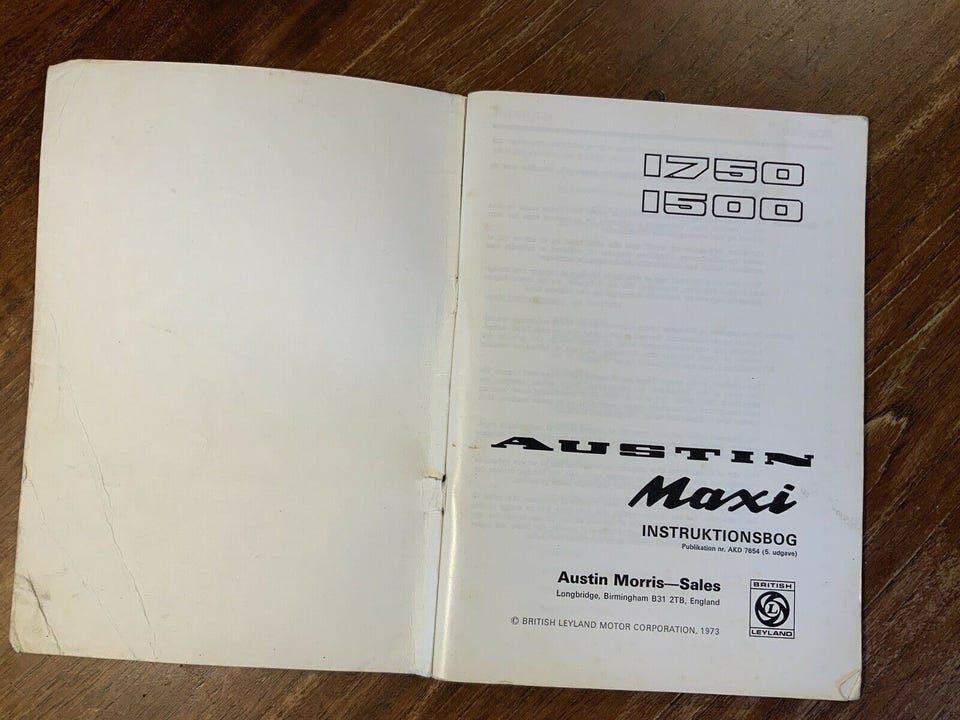 1750
1500
AUSTIN
Maxi
INSTRUKTIONSBOG
Publikation nr. AKD 7654 (5. udgave)
Austin Morris—Sales
Longbridge, Birmingham B31 2TB, England
© BRITISH LEYLAND MOTOR CORPORATION, 1973
BRITISH
L
LEYLAND